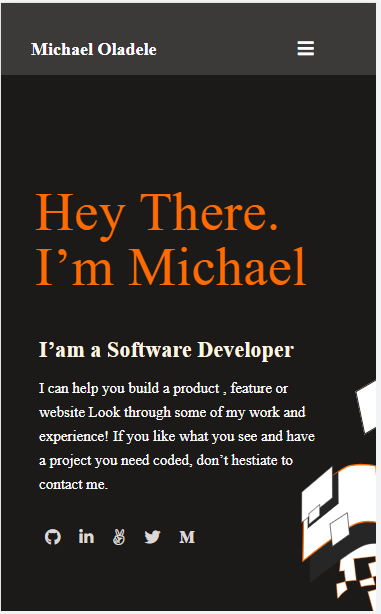 Michael Oladele
Hey There.
I’m Michael
I’am a Software Developer
I can help you build a product , feature or
website Look through some of my work and
experience! If you like what you see and have
a project you need coded, don’t hestiate to
contact me.